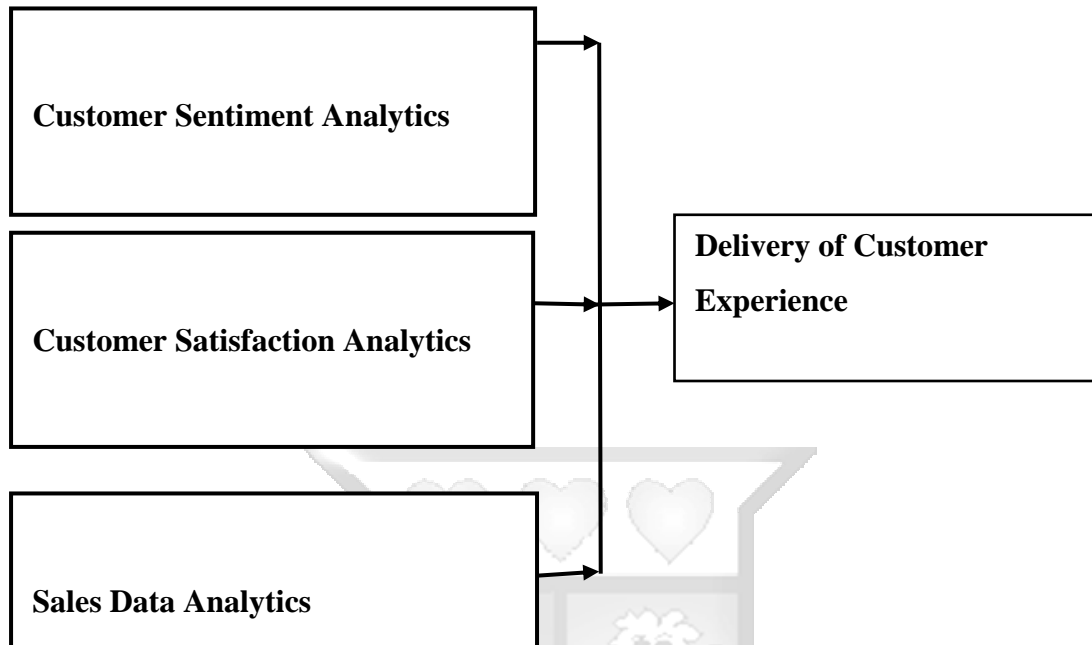 Customer Sentiment Analytics
Delivery of Customer
Experience
Customer Satisfaction Analytics
Sales Data Analytics